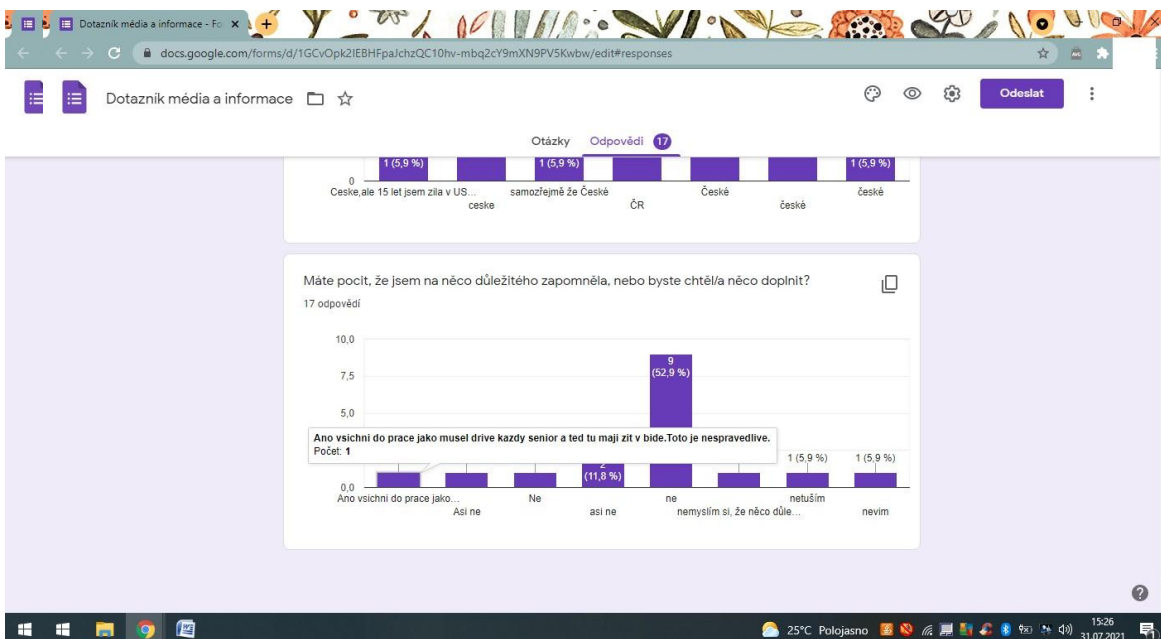 Dotazník média a informace - Fo
docs.google.com/forms/d/1GCvOpk2IEBHFpaJchzQC10hv-mbq2cY9mXN9PV5Kwbw/edit#responses
Dotazník média a informace
Odeslat
Otázky Odpovědi 17
1 (5,9 %) 1 (5,9 %) 1 (5,9 %)
0
Ceske,ale 15 let jsem zila v US... samozřejmě že České České české
ceske ČR české
Máte pocit, že jsem na něco důležitého zapomněla, nebo byste chtěl/a něco doplnit?
17 odpovědí
10,0
9
(52,9 %)
7,5
5,0
Ano vsichni do prace jako musel drive kazdy senior a ted tu maji zit v bide.Toto je nespravedlive.
Počet: 1
1 (5,9 %) 1 (5,9 %)
2
(11,8 %)
0,0
Ano vsichni do prace jako... Ne ne netuším
Asi ne asi ne nemyslím si, že něco důle... nevim
25°C Polojasno
15:26
31.07.2021